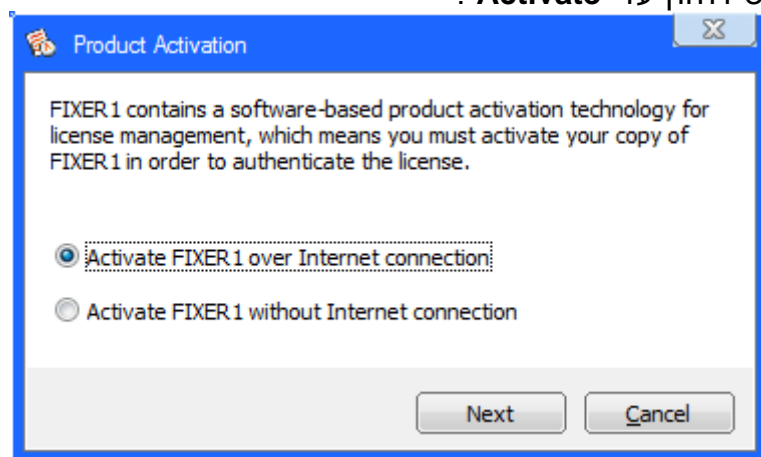 Activate".
Product Activation
FIXER1 contains a software-based product activation technology for
license management, which means you must activate your copy of
FIXER1 in order to authenticate the license.
Activate FIXER1 over Internet connection
Activate FIXER1 without Internet connection
Next Cancel